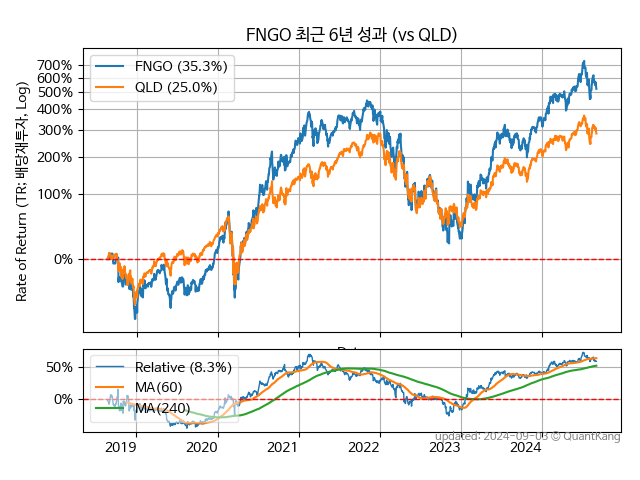 FNGO 최근 6년 성과 (vs QLD)
Rate of Return (TR: 배당재투자, Log)
700%
600%
500%
400%
300%
200%
100%
0%
FNGO (35.3%)
QLD (25.0%)
50%
0%
Relative (8.3%)
MA(60)
MA(240)
2019
2020
2021
2022
2023
2024
updated: 2024-09-03 © QuantKang